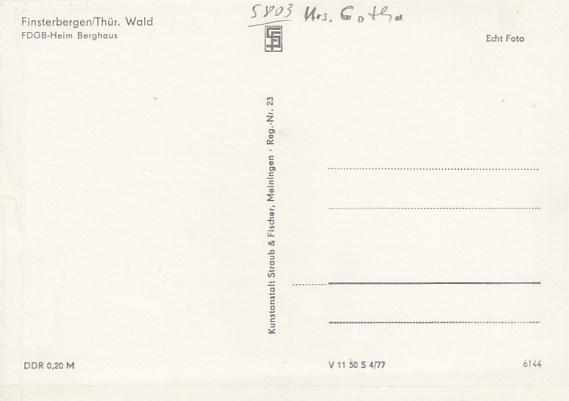 5803 Krs. Gotha
Finsterbergen/Thür. Wald
FDGB-Heim Berghaus
Echt Foto
Kunstanstalt Straub & Fischer, Meiningen · Reg.-Nr. 23
DDR 0,20 M
V 11 50 S 4/77
6144